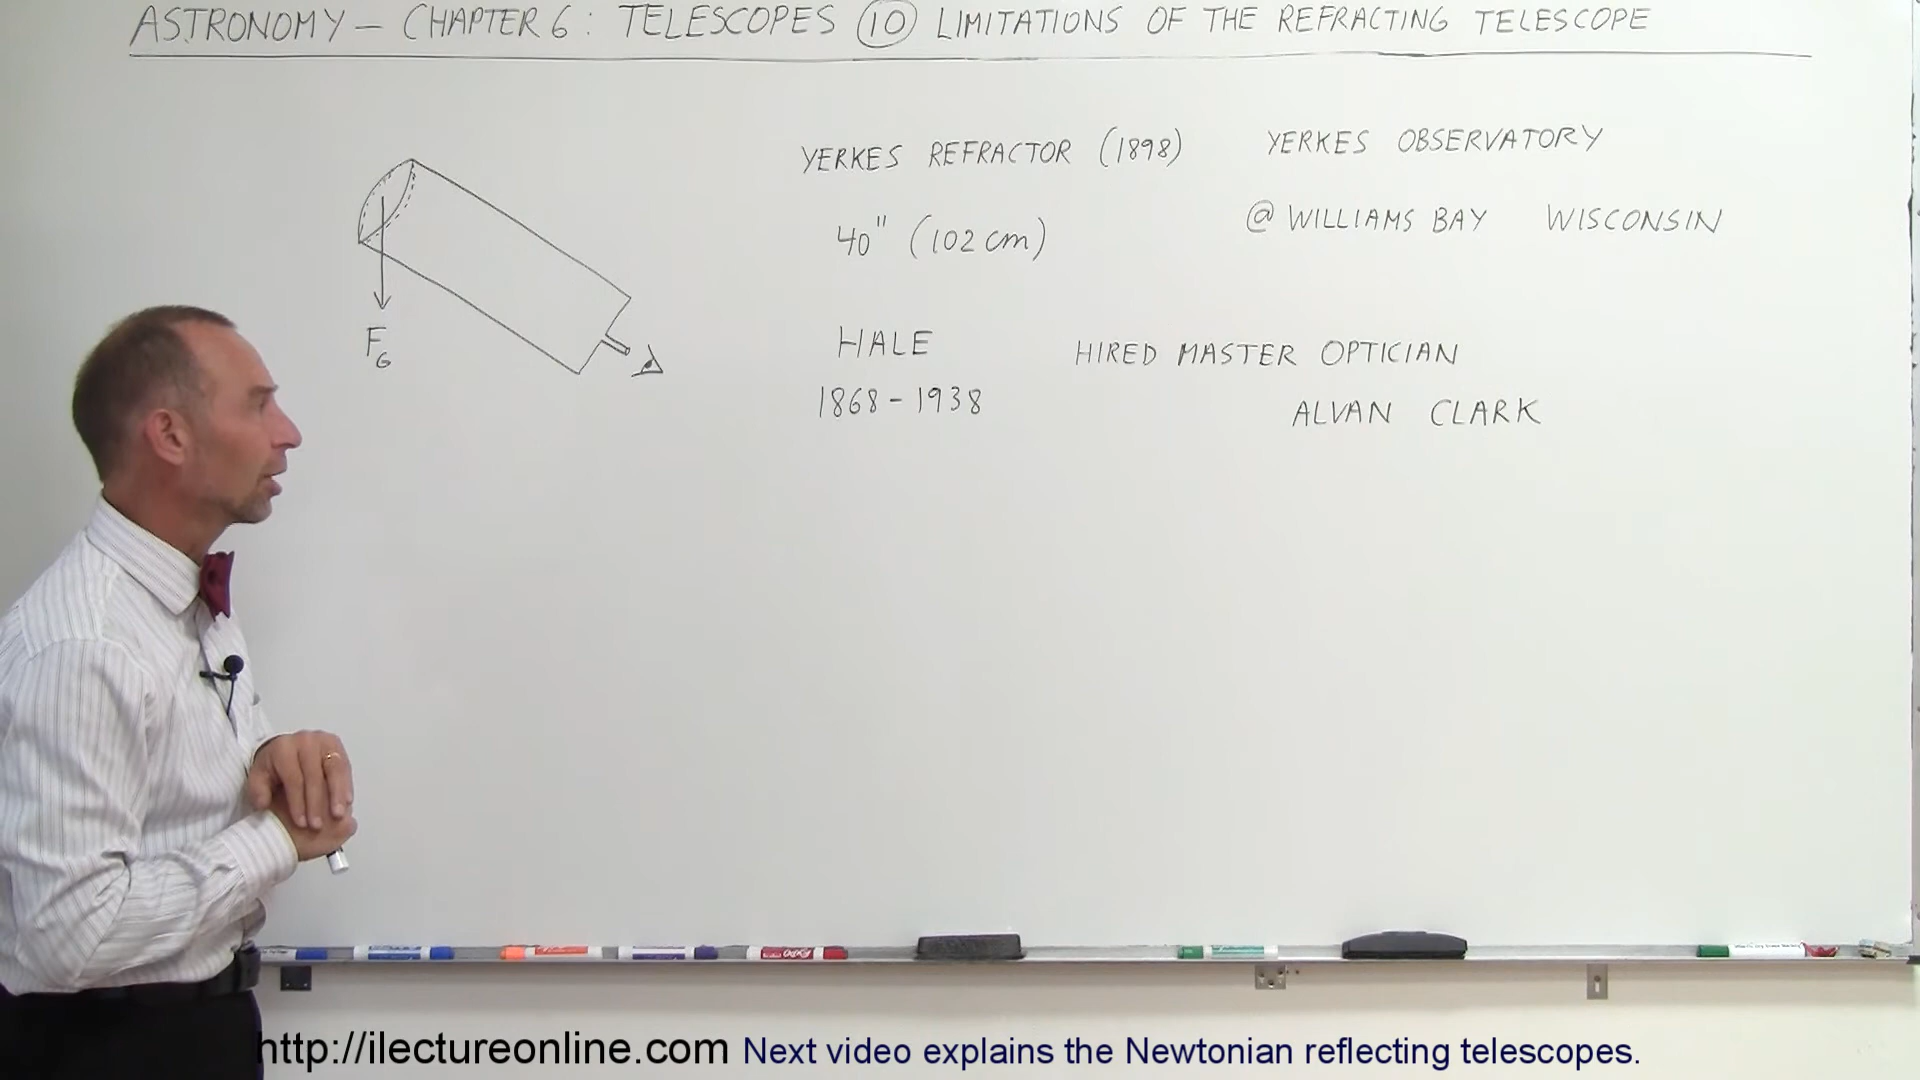 ASTRONOMY – CHAPTER 6: TELESCOPES 10 LIMITATIONS OF THE REFRACTING TELESCOPE
YERKES REFRACTOR (1898)
40" (102 cm)
YERKES OBSERVATORY
@ WILLIAMS BAY WISCONSIN
F G
HALE
1868 - 1938
HIRED MASTER OPTICIAN
ALVAN CLARK
http://ilectureonline.com Next video explains the Newtonian reflecting telescopes.